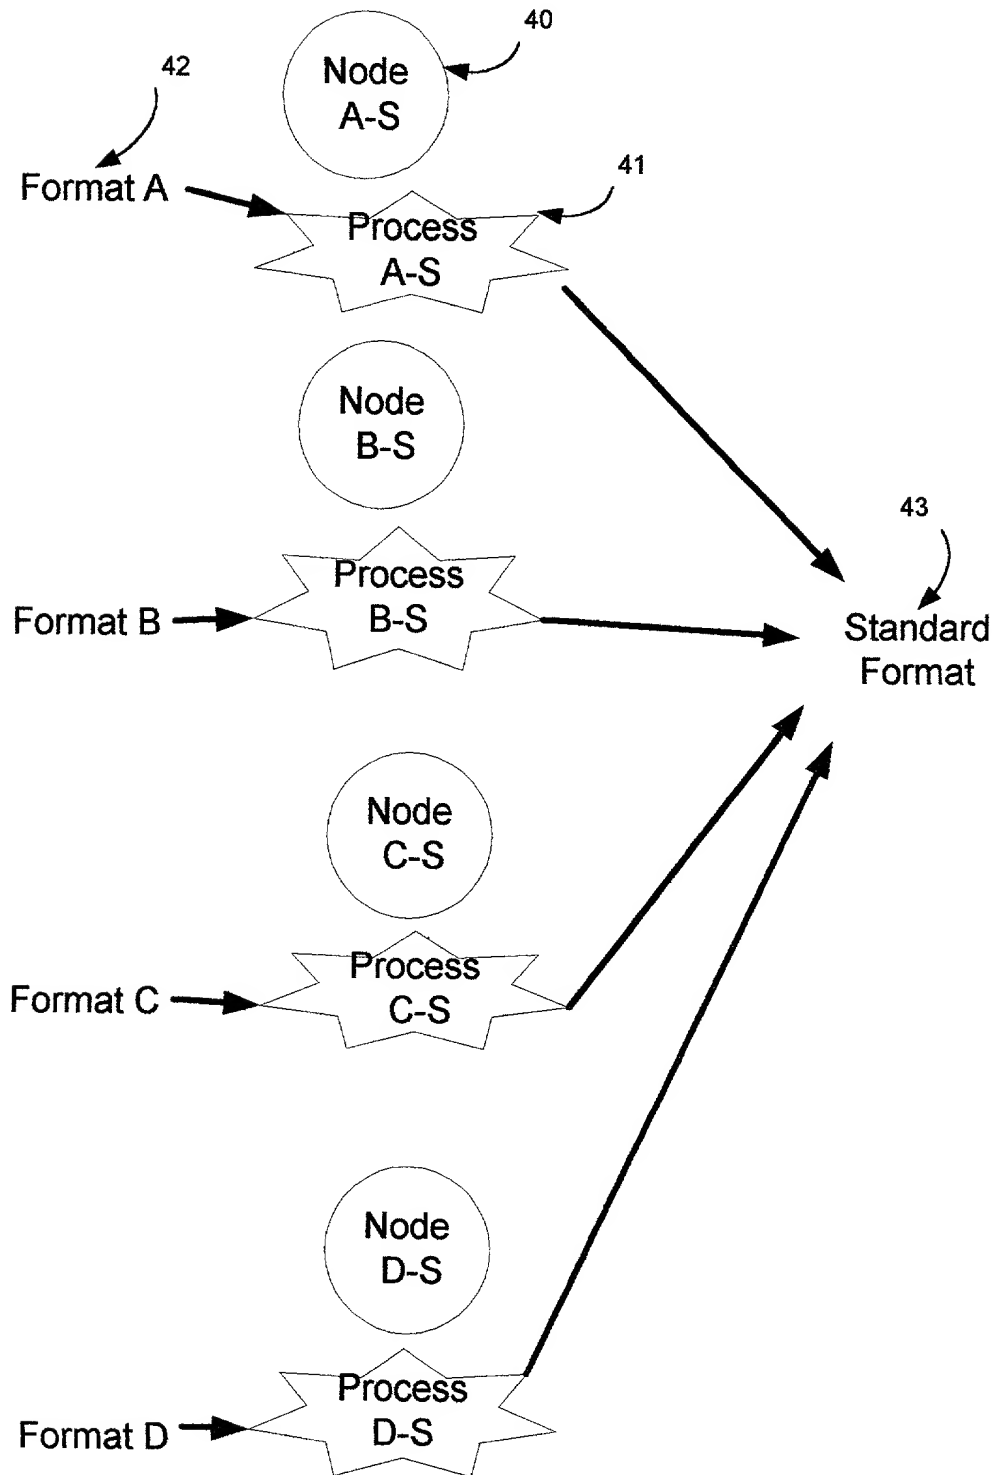 40
Node
A-S
42
Format A
41
Process
A-S
Node
B-S
43
Process
B-S
Format B
Standard
Format
Node
C-S
Process
C-S
Format C
Node
D-S
Process
D-S
Format D